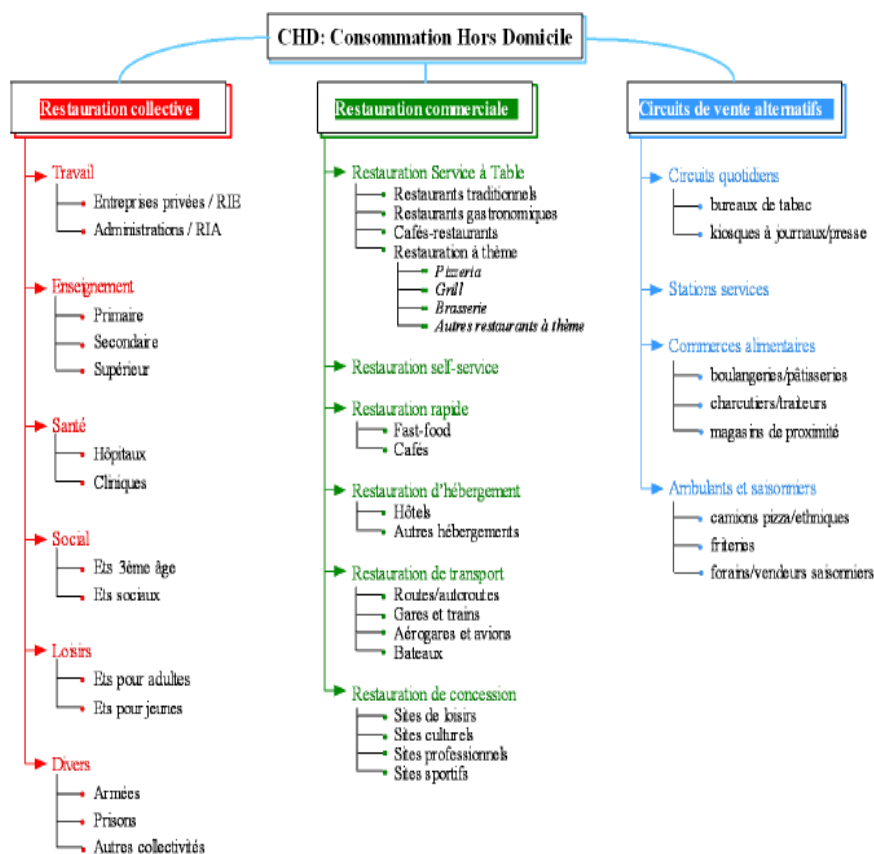 CHD: Consommation Hors Domicile
Restauration collective
Travail
Entreprises privées / RIE
Administrations / RIA
Enseignement
Primaire
Secondaire
Supérieur
Santé
Hôpitaux
Cliniques
Social
Ets 3ème âge
Ets sociaux
Loisirs
Ets pour adultes
Ets pour jeunes
Divers
Armées
Prisons
Autres collectivités
Restauration commerciale
Restauration Service à Table
Restaurants traditionnels
Restaurants gastronomiques
Cafés-restaurants
Restauration à thème
Pizzeria
Grill
Brasserie
Autres restaurants à thème
Restauration self-service
Restauration rapide
Fast-food
Cafés
Restauration d'hébergement
Hôtels
Autres hébergements
Restauration de transport
Routes/autoroutes
Gares et trains
Aérogares et avions
Bateaux
Restauration de concession
Sites de loisirs
Sites culturels
Sites professionnels
Sites sportifs
Circuits de vente alternatifs
Circuits quotidiens
bureaux de tabac
kiosques à journaux/presse
Stations services
Commerces alimentaires
boulangeries/pâtisseries
charcutiers/traiteurs
magasins de proximité
Ambulants et saisonniers
camions pizza/ethniques
friteries
forains/vendeurs saisonniers